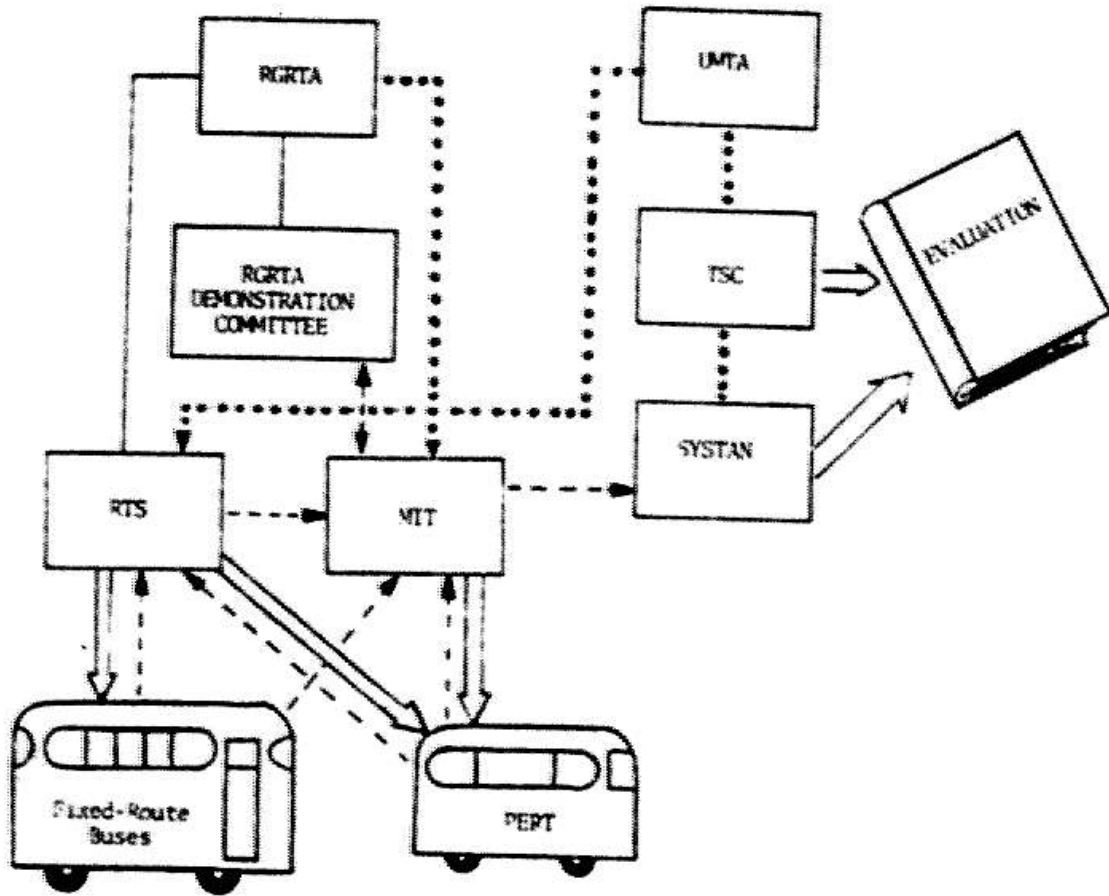 RGRTA
UMTA
RGRTA
DEMONSTRATION
COMMITTEE
TSC
EVALUATION
RTS
MIT
SYSTAN
Fixed-Route
Buses
PERT